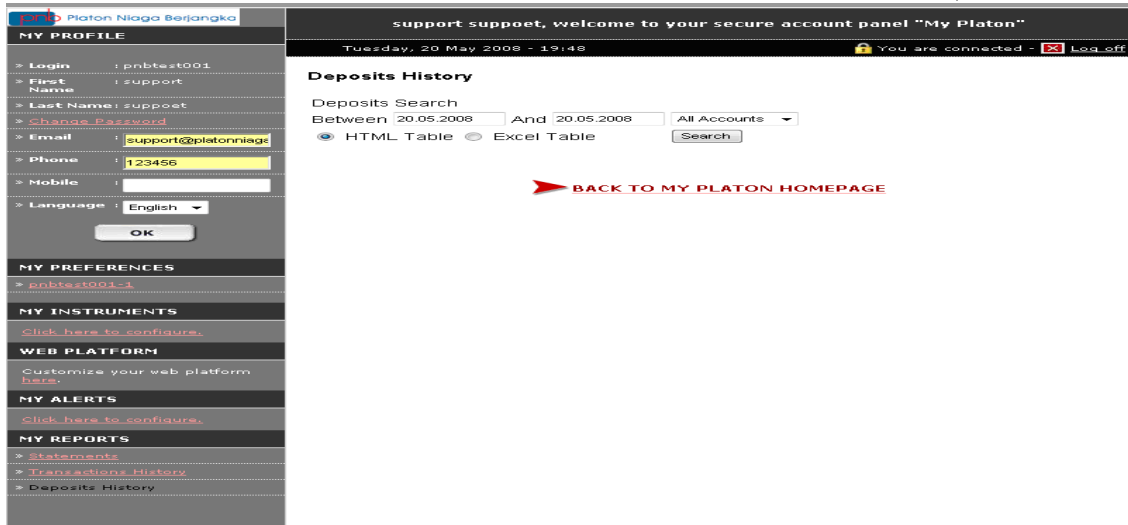 pnb Platon Niaga Berjangka
MY PROFILE
» Login : pnbtest001
» First Name : support
» Last Name: suppoet
» Change Password
» Email : support@platonniaga
» Phone : 123456
» Mobile :
» Language : English
OK
MY PREFERENCES
» pnbtest001-1
MY INSTRUMENTS
Click here to configure.
WEB PLATFORM
Customize your web platform
here.
MY ALERTS
Click here to configure.
MY REPORTS
» Statements
» Transactions History
» Deposits History
support suppoet, welcome to your secure account panel "My Platon"
Tuesday, 20 May 2008 - 19:48
You are connected - Log off
Deposits History
Deposits Search
Between 20.05.2008 And 20.05.2008 All Accounts
HTML Table Excel Table Search
BACK TO MY PLATON HOMEPAGE